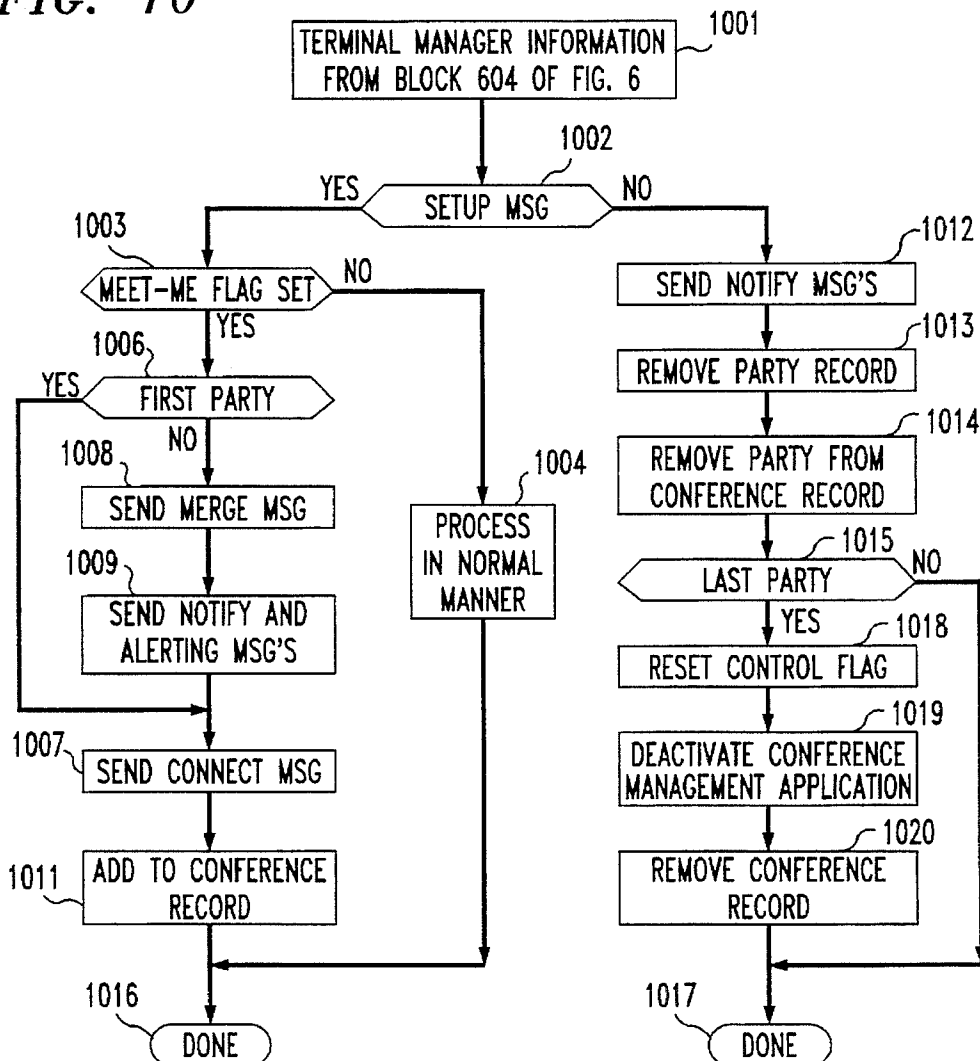 FIG. 10
1001
TERMINAL MANAGER INFORMATION
FROM BLOCK 604 OF FIG. 6
1002
YES
SETUP MSG
NO
1003
MEET-ME FLAG SET
NO
YES
1006
YES
FIRST PARTY
NO
1008
SEND MERGE MSG
1009
SEND NOTIFY AND
ALERTING MSG'S
1004
PROCESS
IN NORMAL
MANNER
1007
SEND CONNECT MSG
1011
ADD TO CONFERENCE
RECORD
1016
DONE
1012
SEND NOTIFY MSG'S
1013
REMOVE PARTY RECORD
1014
REMOVE PARTY FROM
CONFERENCE RECORD
1015
LAST PARTY
NO
YES
1018
RESET CONTROL FLAG
1019
DEACTIVATE CONFERENCE
MANAGEMENT APPLICATION
1020
REMOVE CONFERENCE
RECORD
1017
DONE